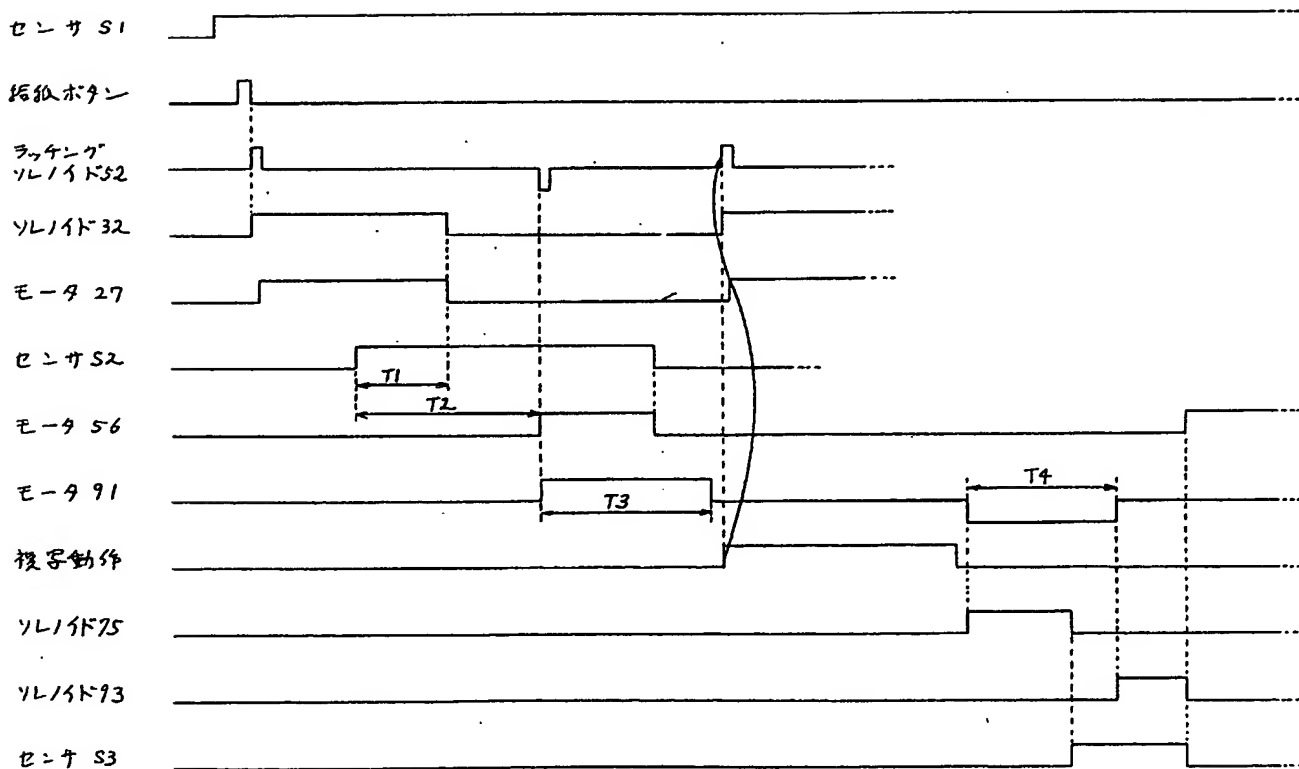 センサ S1
給紙ボタン
ラッチング
ソレノイド52
ソレノイド32
モータ 27
センサS2
T1
T2
モータ 56
モータ 91
T3
T4
複写動作
ソレノイド75
ソレノイド93
センサ S3